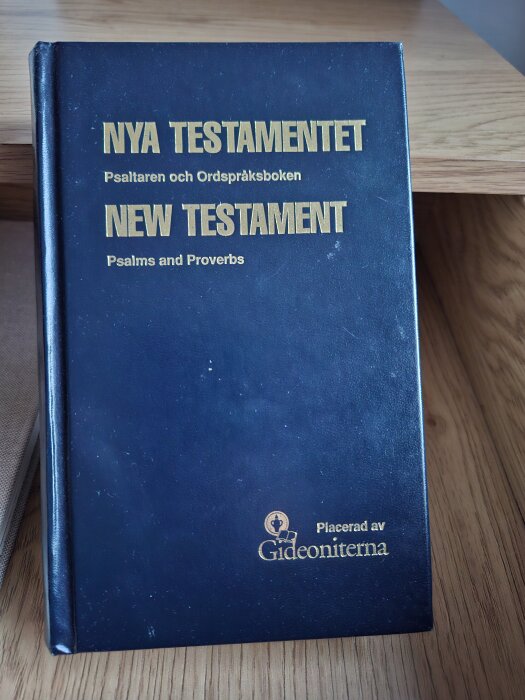 NYA TESTAMENTET
Psaltaren och Ordspråksboken
NEW TESTAMENT
Psalms and Proverbs
Placerad av
Gideoniterna